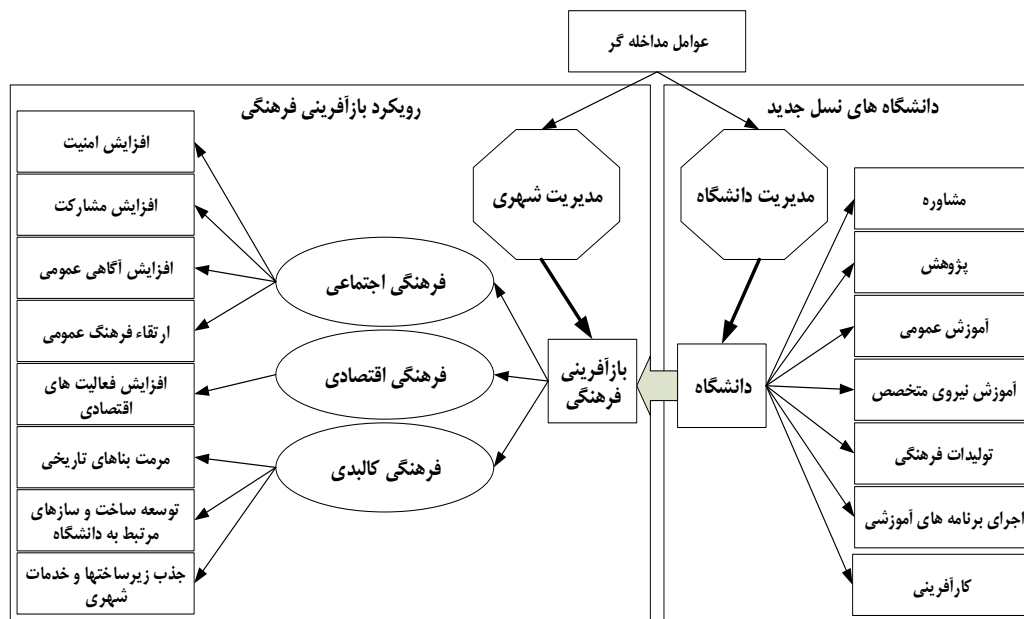 عوامل مداخله گر
دانشگاه های نسل جدید
مدیریت دانشگاه
دانشگاه
مشاوره
پژوهش
آموزش عمومی
آموزش نیروی متخصص
تولیدات فرهنگی
اجرای برنامه های آموزشی
کارآفرینی
رویکرد بازآفرینی فرهنگی
مدیریت شهری
بازآفرینی
فرهنگی
فرهنگی اجتماعی
فرهنگی اقتصادی
فرهنگی کالبدی
افزایش امنیت
افزایش مشارکت
افزایش آگاهی عمومی
ارتقاء فرهنگ عمومی
افزایش فعالیت های
اقتصادی
مرمت بناهای تاریخی
توسعه ساخت و سازهای
مرتبط به دانشگاه
جذب زیرساختها و خدمات
شهری